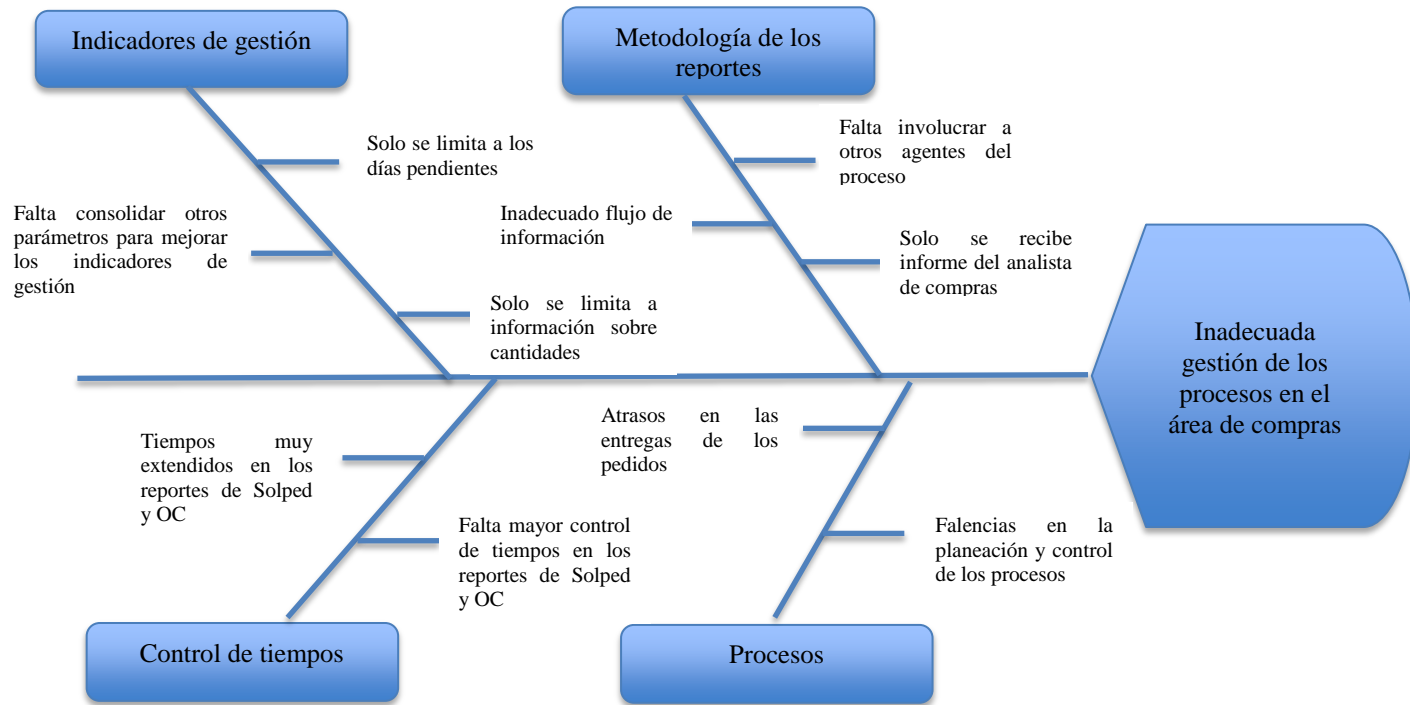 Indicadores de gestión
Metodología de los
reportes
Solo se limita a los
días pendientes
Falta consolidar otros
parámetros para mejorar
los indicadores de
gestión
Solo se limita a
información sobre
cantidades
Falta involucrar a
otros agentes del
proceso
Inadecuado flujo de
información
Solo se recibe
informe del analista
de compras
Inadecuada
gestión de los
procesos en el
área de compras
Tiempos muy
extendidos en los
reportes de Solped
y OC
Falta mayor control
de tiempos en los
reportes de Solped
y OC
Atrasos en las
entregas de los
pedidos
Falencias en la
planeación y control
de los procesos
Control de tiempos
Procesos